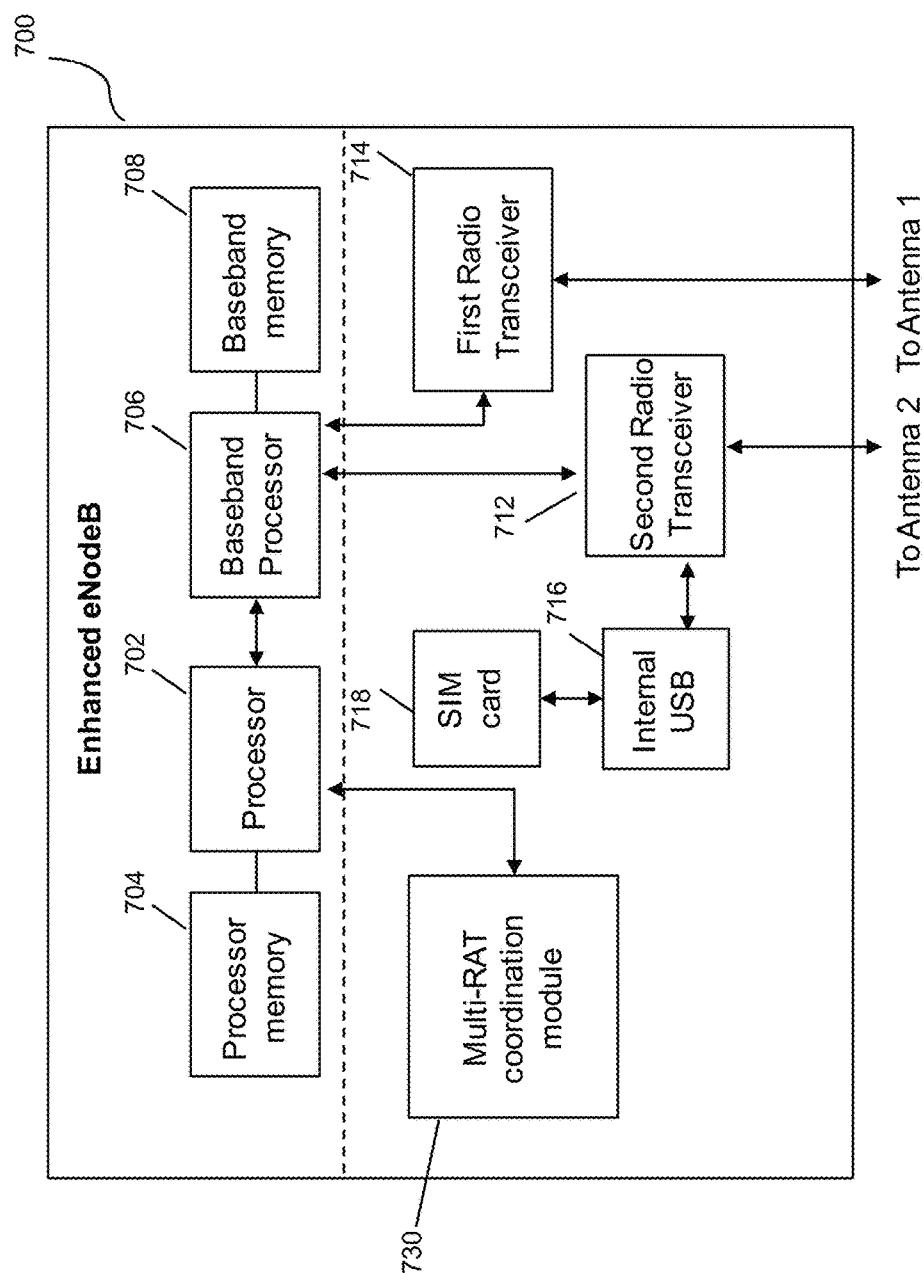 700
Enhanced eNodeB
704
702
706
708
Processor
memory
Processor
Baseband
Processor
Baseband
memory
730
718
716
712
714
Multi-RAT
coordination
module
SIM
card
Internal
USB
Second Radio
Transceiver
First Radio
Transceiver
To Antenna 2
To Antenna 1